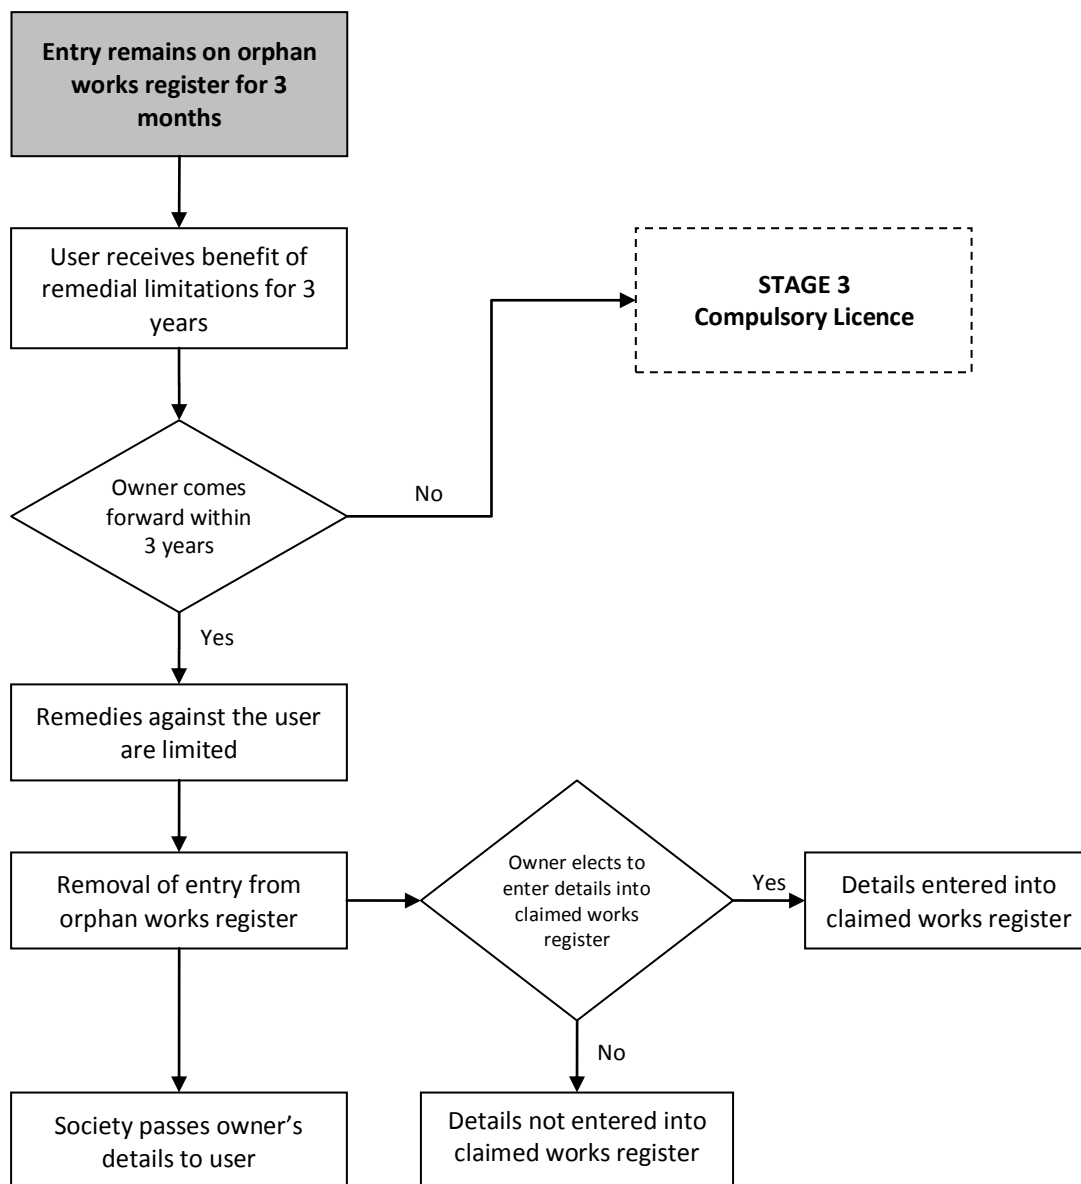 Entry remains on orphan
works register for 3
months
User receives benefit of
remedial limitations for 3
years
STAGE 3
Compulsory Licence
Owner comes
forward within
3 years
No
Yes
Remedies against the user
are limited
Removal of entry from
orphan works register
Owner elects to
enter details into
claimed works
register
Yes
Details entered into
claimed works register
No
Society passes owner’s
details to user
Details not entered into
claimed works register